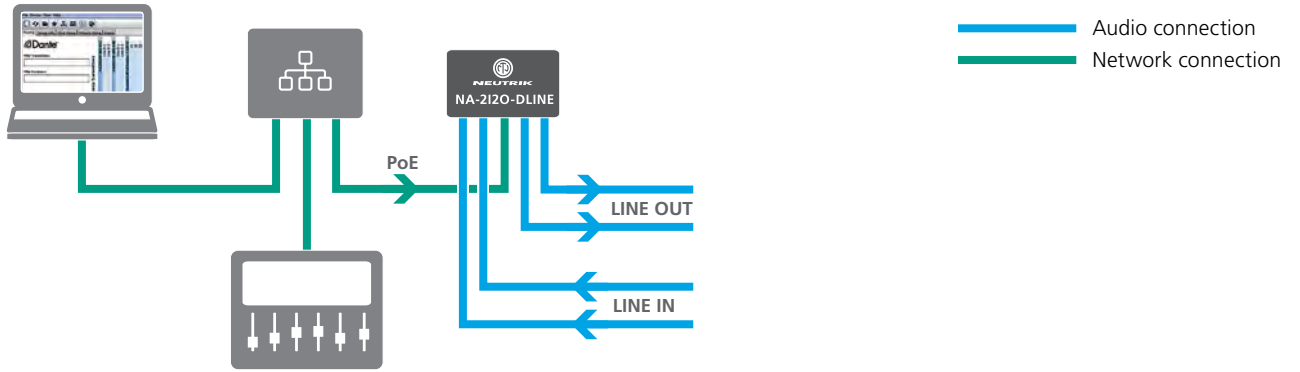 Dante
Audio connection
Network connection
NEUTRIK
NA-2I2O-DLINE
PoE
LINE OUT
LINE IN